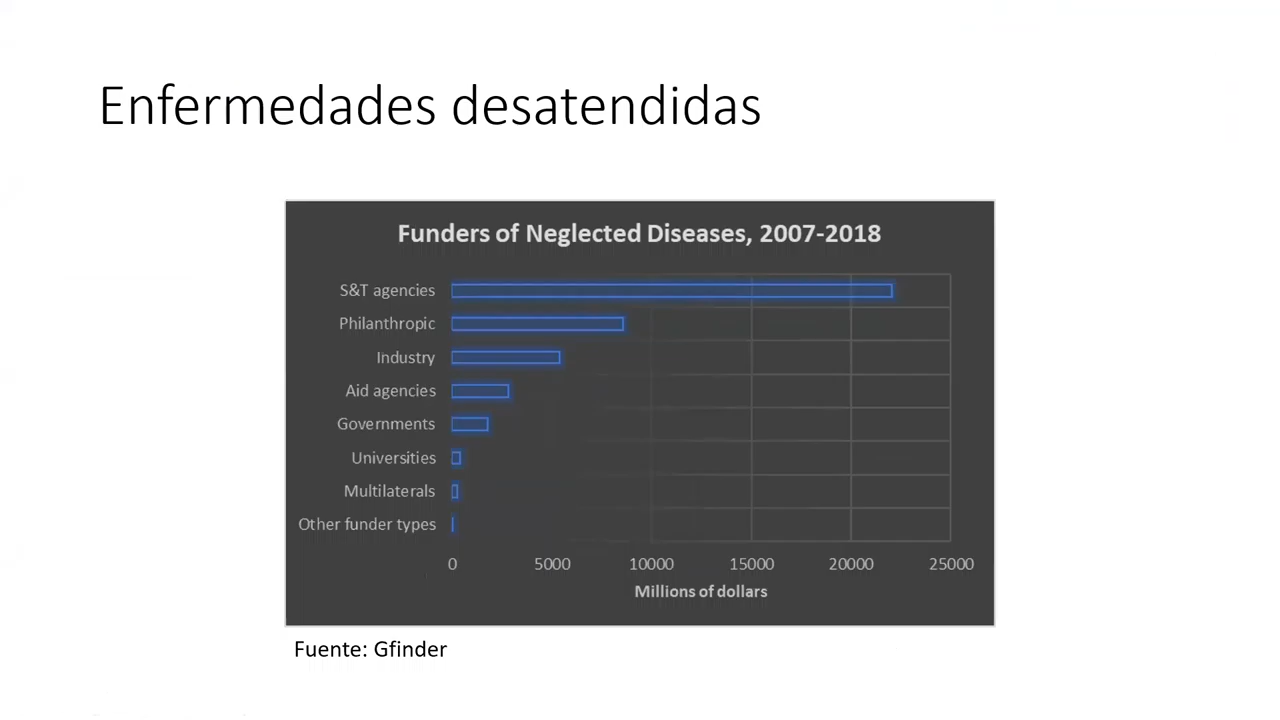 Enfermedades desatendidas
Funders of Neglected Diseases, 2007-2018
S&T agencies
Philanthropic
Industry
Aid agencies
Governments
Universities
Multilaterals
Other funder types
0 5000 10000 15000 20000 25000
Millions of dollars
Fuente: Gfinder